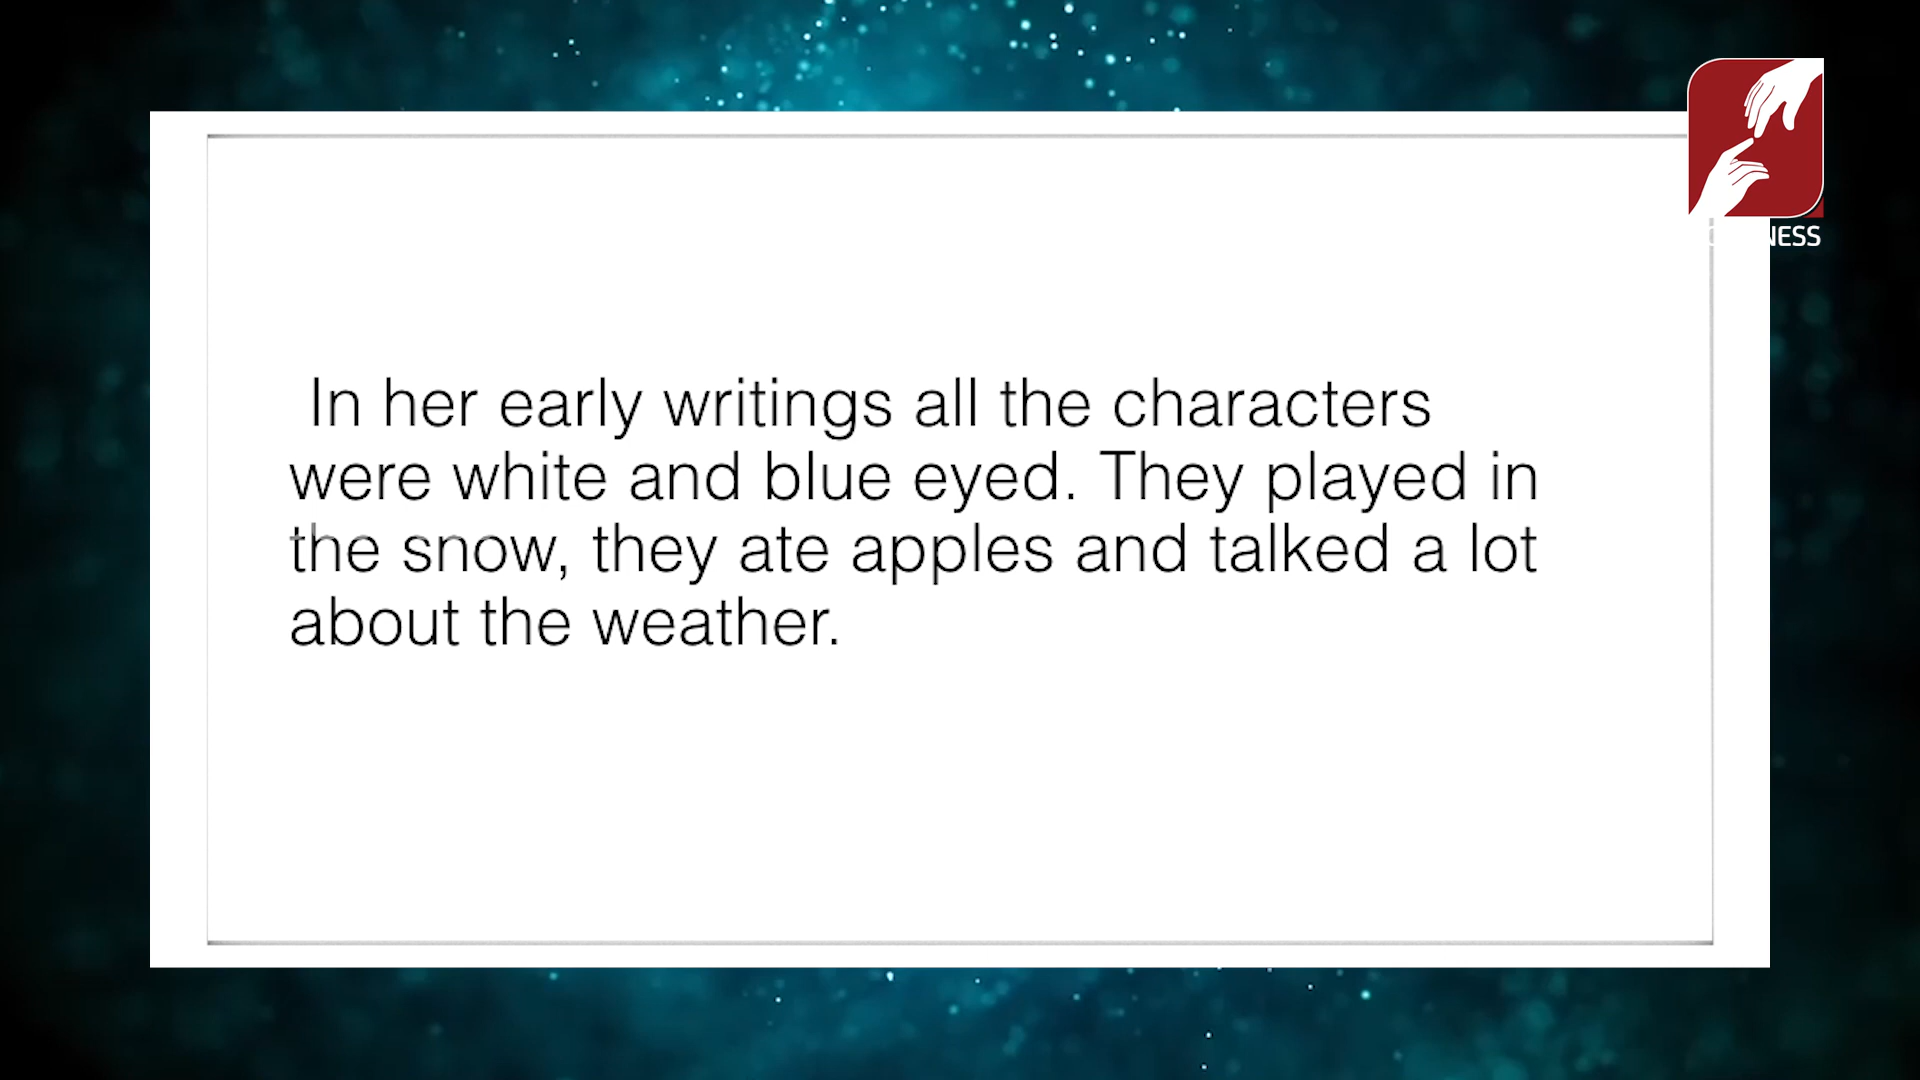 In her early writings all the characters
were white and blue eyed. They played in
the snow, they ate apples and talked a lot
about the weather.